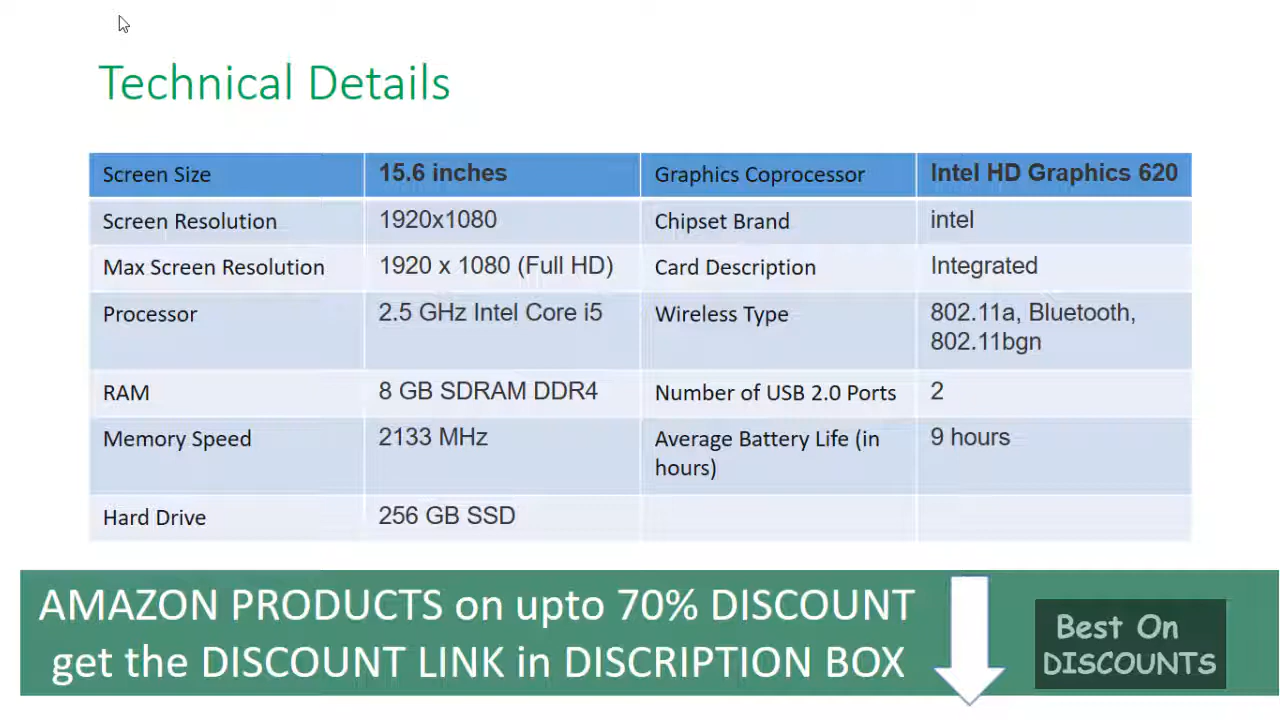 Technical Details
Screen Size 15.6 inches Graphics Coprocessor Intel HD Graphics 620
Screen Resolution 1920x1080 Chipset Brand intel
Max Screen Resolution 1920 x 1080 (Full HD) Card Description Integrated
Processor 2.5 GHz Intel Core i5 Wireless Type 802.11a, Bluetooth,
802.11bgn
RAM 8 GB SDRAM DDR4 Number of USB 2.0 Ports 2
Memory Speed 2133 MHz Average Battery Life (in 9 hours
hours)
Hard Drive 256 GB SSD
AMAZON PRODUCTS on upto 70% DISCOUNT
get the DISCOUNT LINK in DISCRIPTION BOX
Best On
DISCOUNTS